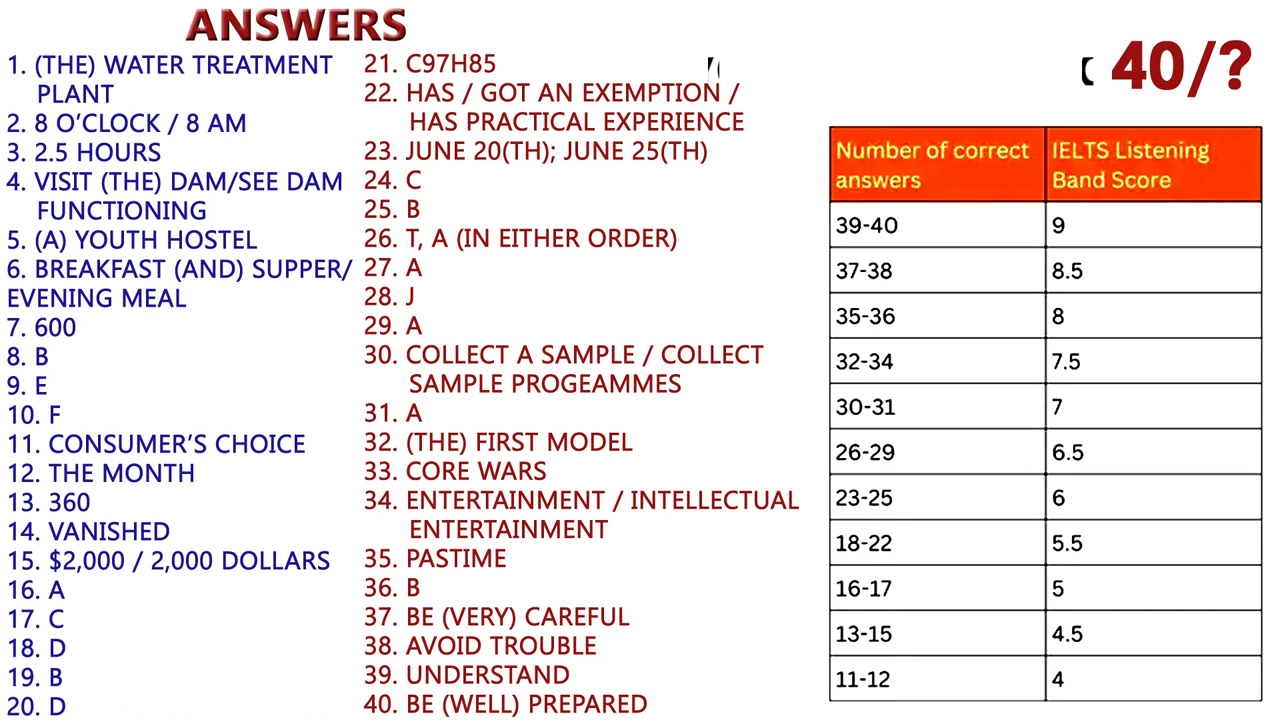 ANSWERS
1. (THE) WATER TREATMENT
PLANT
2. 8 O'CLOCK / 8 AM
3. 2.5 HOURS
4. VISIT (THE) DAM/SEE DAM
FUNCTIONING
5. (A) YOUTH HOSTEL
6. BREAKFAST (AND) SUPPER/
EVENING MEAL
7. 600
8. B
9. E
10. F
11. CONSUMER'S CHOICE
12. THE MONTH
13. 360
14. VANISHED
15. $2,000 / 2,000 DOLLARS
16. A
17. C
18. D
19. B
20. D
21. C97H85
22. HAS / GOT AN EXEMPTION /
HAS PRACTICAL EXPERIENCE
23. JUNE 20(TH); JUNE 25(TH)
24. C
25. B
26. T, A (IN EITHER ORDER)
27. A
28. J
29. A
30. COLLECT A SAMPLE / COLLECT
SAMPLE PROGEAMMES
31. A
32. (THE) FIRST MODEL
33. CORE WARS
34. ENTERTAINMENT / INTELLECTUAL
ENTERTAINMENT
35. PASTIME
36. B
37. BE (VERY) CAREFUL
38. AVOID TROUBLE
39. UNDERSTAND
40. BE (WELL) PREPARED
40/?
Number of correct answers IELTS Listening Band Score
39-40 9
37-38 8.5
35-36 8
32-34 7.5
30-31 7
26-29 6.5
23-25 6
18-22 5.5
16-17 5
13-15 4.5
11-12 4